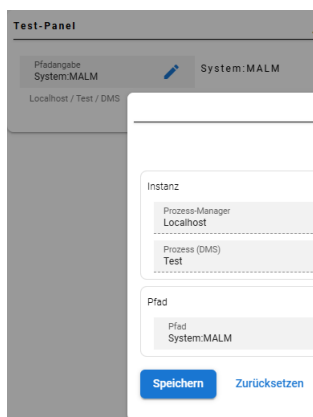 Test-Panel
Pfadangabe
System:MALM
System:MALM
Localhost / Test / DMS
Instanz
Prozess-Manager
Localhost
Prozess (DMS)
Test
Pfad
Pfad
System:MALM
Speichern
Zurücksetzen